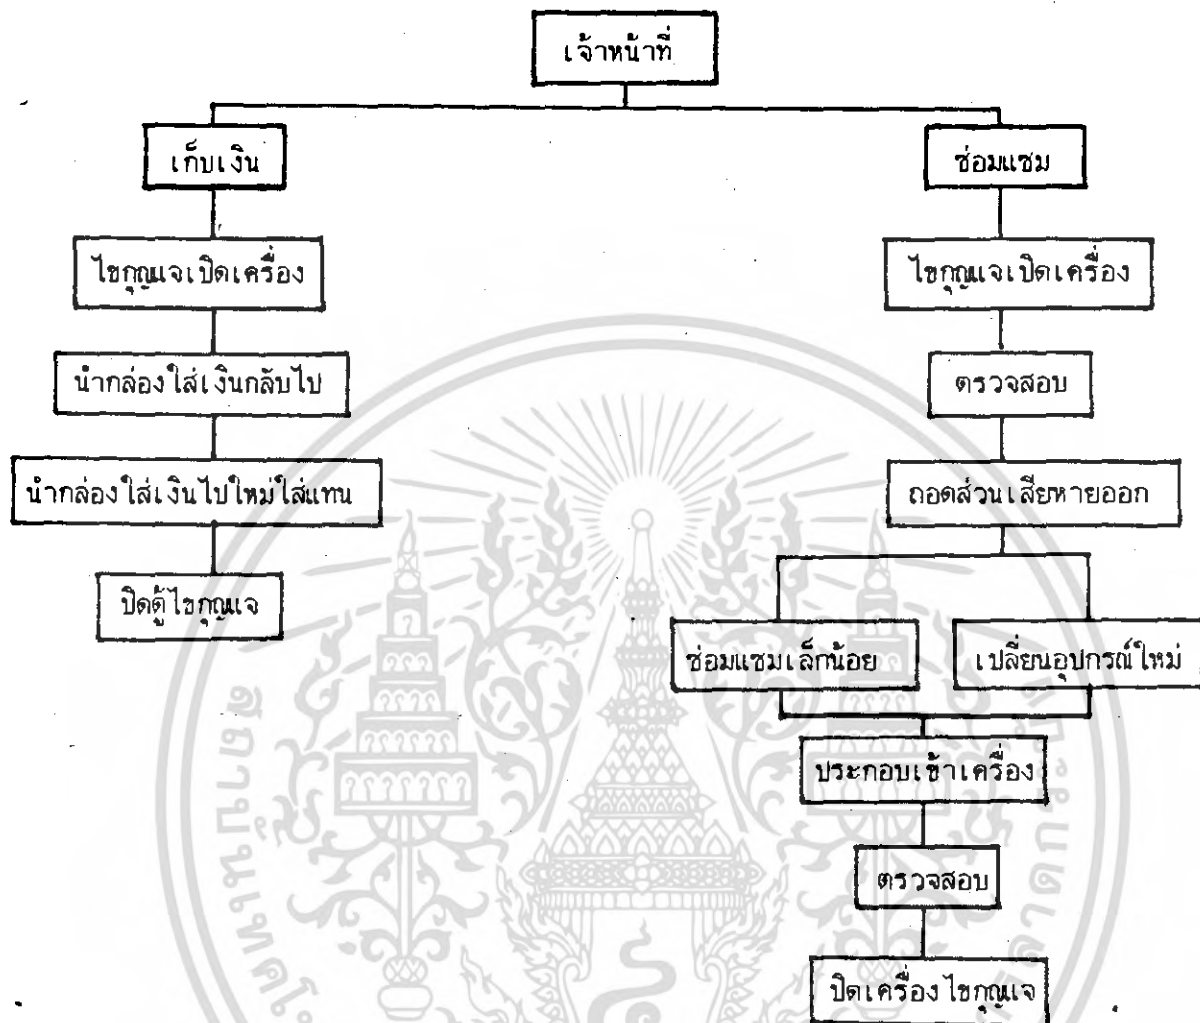 เจ้าหน้าที่
เก็บเงิน
ซ่อมแซม
ไขกุญแจเปิดเครื่อง
ไขกุญแจเปิดเครื่อง
นำกล่องใส่เงินกลับไป
ตรวจสอบ
นำกล่องใส่เงินไปใหม่ใส่แทน
ถอดส่วนเสียหายออก
ปิดตู้ไขกุญแจ
ซ่อมแซมเล็กน้อย
เปลี่ยนอุปกรณ์ใหม่
ประกอบเข้าเครื่อง
ตรวจสอบ
ปิดเครื่องไขกุญแจ